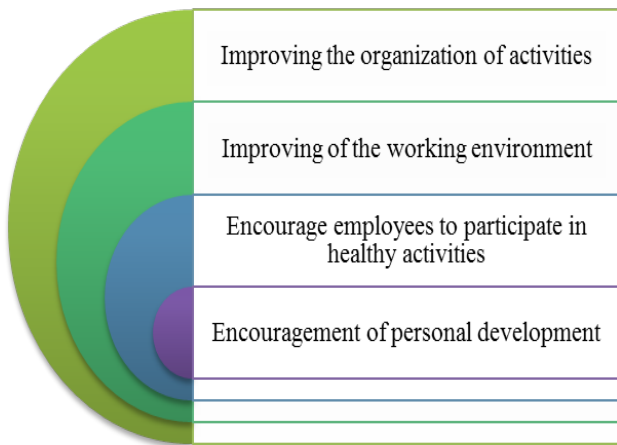 Improving the organization of activities
Improving of the working environment
Encourage employees to participate in
healthy activities
Encouragement of personal development